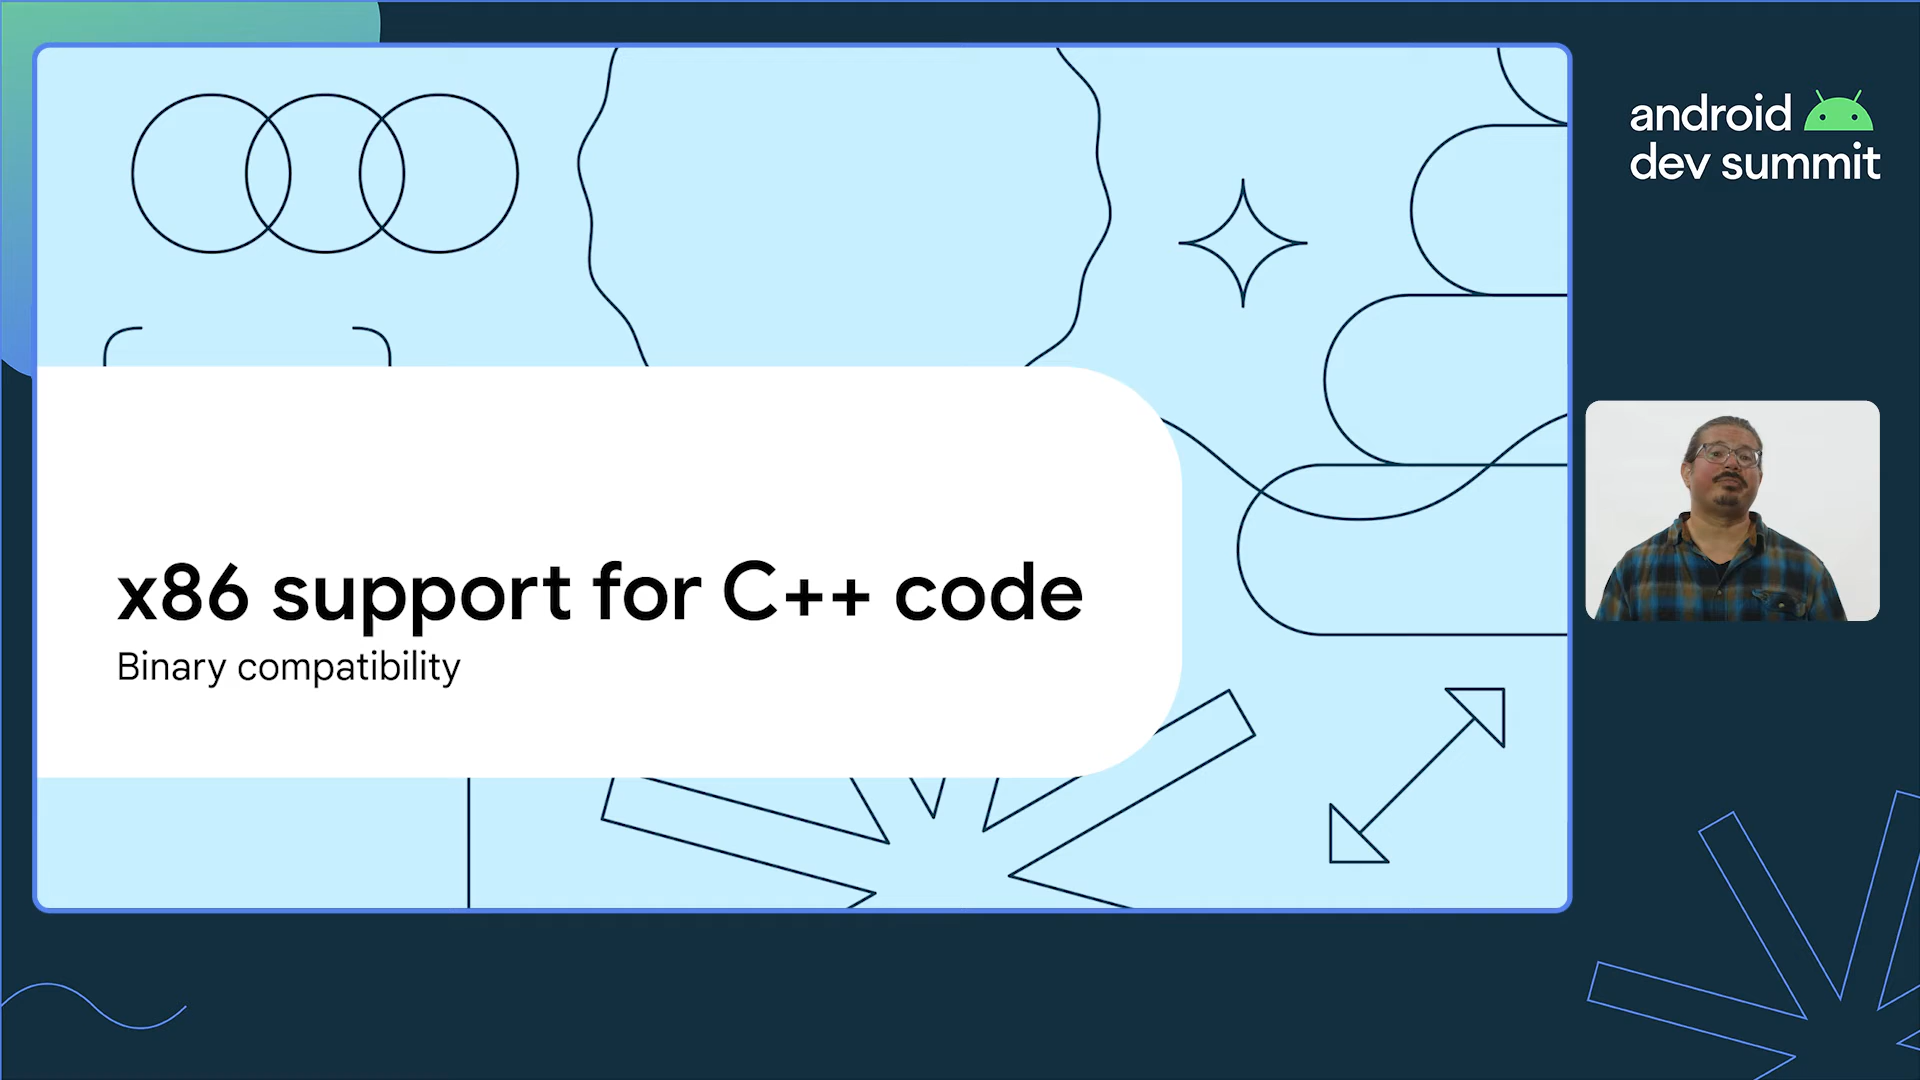 android
dev summit
x86 support for C++ code
Binary compatibility